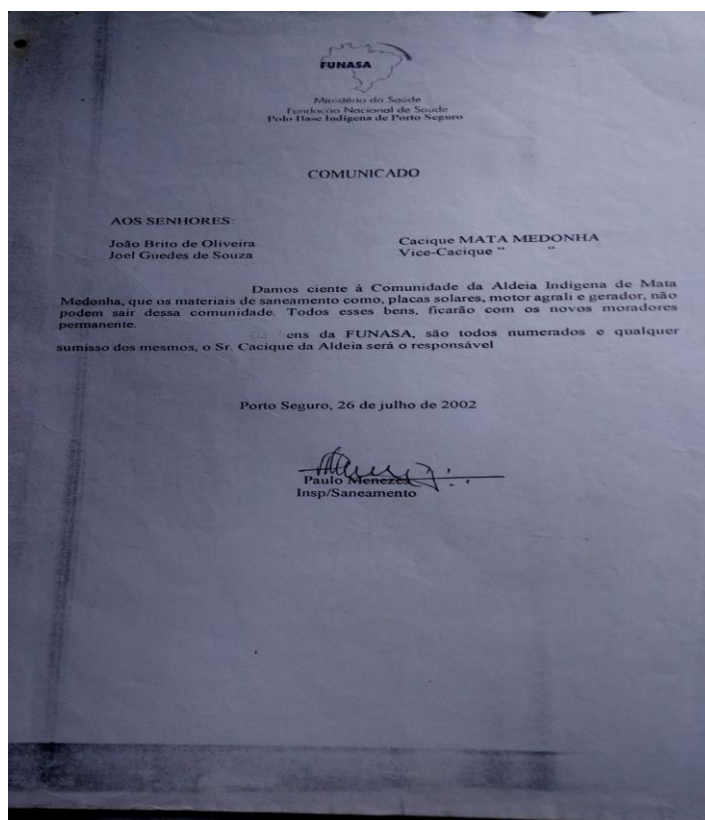 FUNASA
Ministério da Saúde
Fundação Nacional de Saúde
Polo Base Indígena de Porto Seguro
COMUNICADO
AOS SENHORES:
João Brito de Oliveira Cacique MATA MEDONHA
Joel Guedes de Souza Vice-Cacique “ “
Damos ciente à Comunidade da Aldeia Indígena de Mata
Medonha, que os materiais de saneamento como, placas solares, motor agrali e gerador, não
podem sair dessa comunidade. Todos esses bens, ficarão com os novos moradores
permanente.
ens da FUNASA, são todos numerados e qualquer
sumisso dos mesmos, o Sr. Cacique da Aldeia será o responsável
Porto Seguro, 26 de julho de 2002
Paulo Menezes
Insp/Saneamento